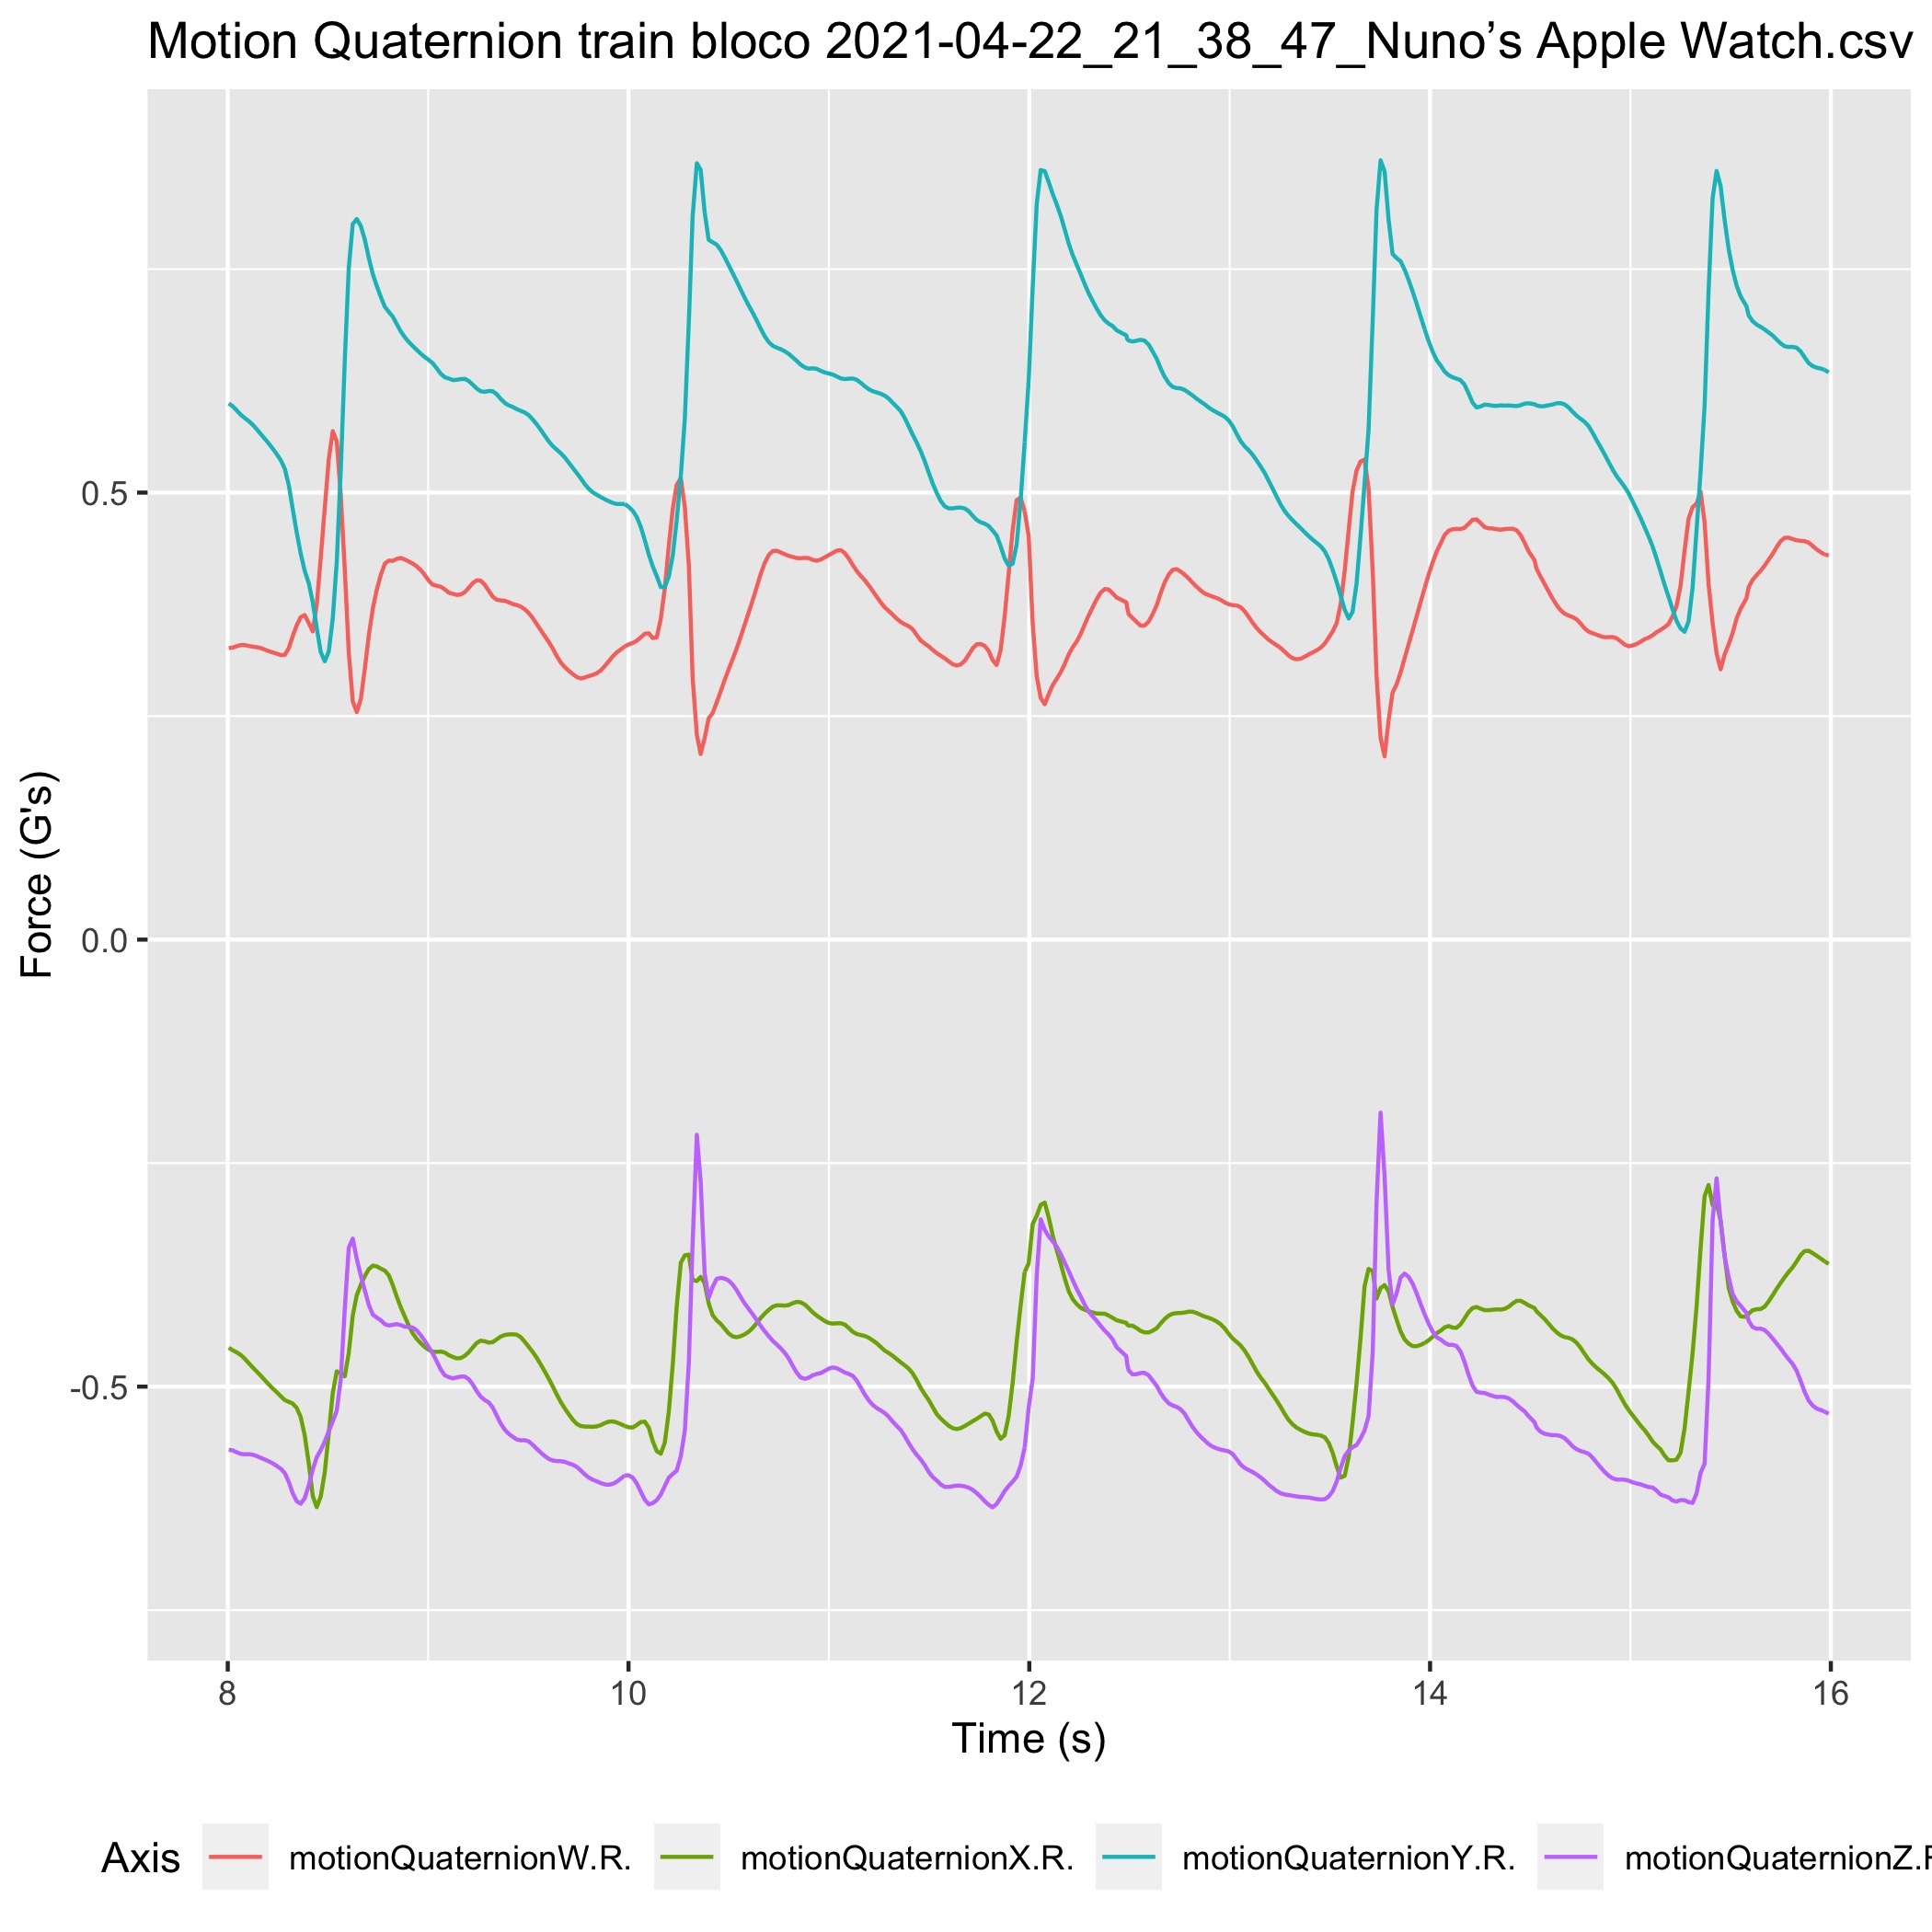 Motion Quaternion train bloco 2021-04-22_21_38_47_Nuno’s Apple Watch.csv
Force (G's)
0.5
0.0
-0.5
8 10 12 14 16
Time (s)
Axis motionQuaternionW.R. motionQuaternionX.R. motionQuaternionY.R. motionQuaternionZ.R